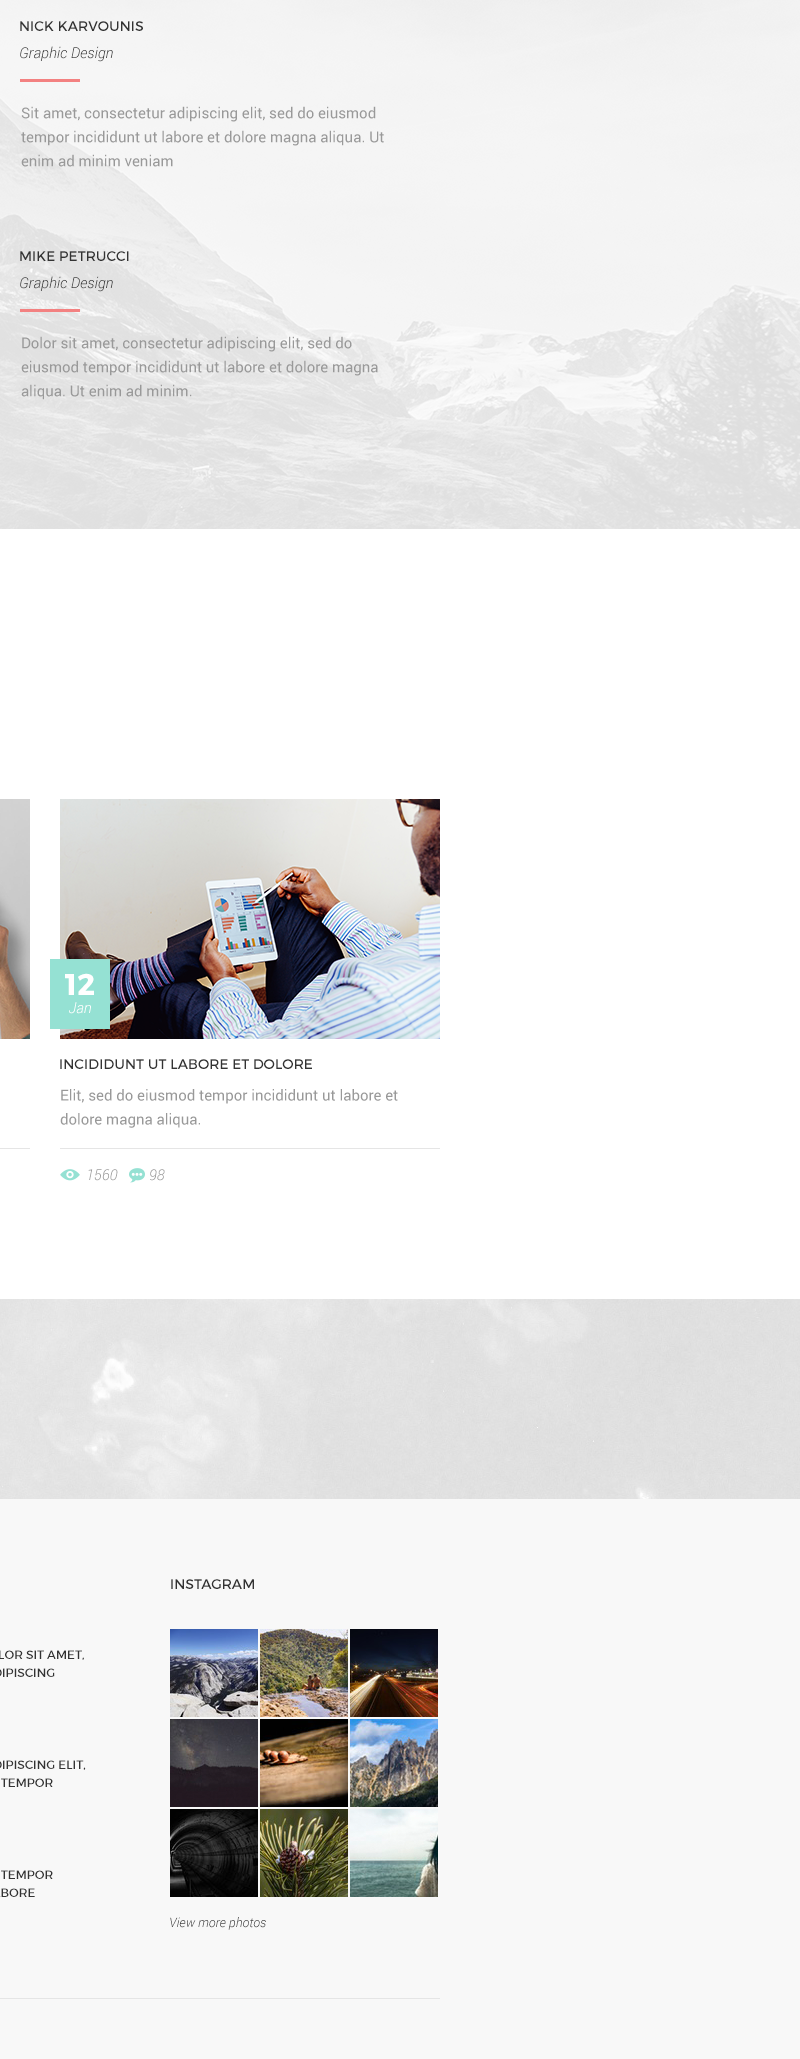 NICK KARVOUNIS
Graphic Design
Sit amet, consectetur adipiscing elit, sed do eiusmod
tempor incididunt ut labore et dolore magna aliqua. Ut
enim ad minim veniam
MIKE PETRUCCI
Graphic Design
Dolor sit amet, consectetur adipiscing elit, sed do
eiusmod tempor incididunt ut labore et dolore magna
aliqua. Ut enim ad minim.
12
Jan
INCIDIDUNT UT LABORE ET DOLORE
Elit, sed do eiusmod tempor incididunt ut labore et
dolore magna aliqua.
1560 98
INSTAGRAM
LOR SIT AMET,
DIPISCING
DIPISCING ELIT,
TEMPOR
TEMPOR
BORE
View more photos